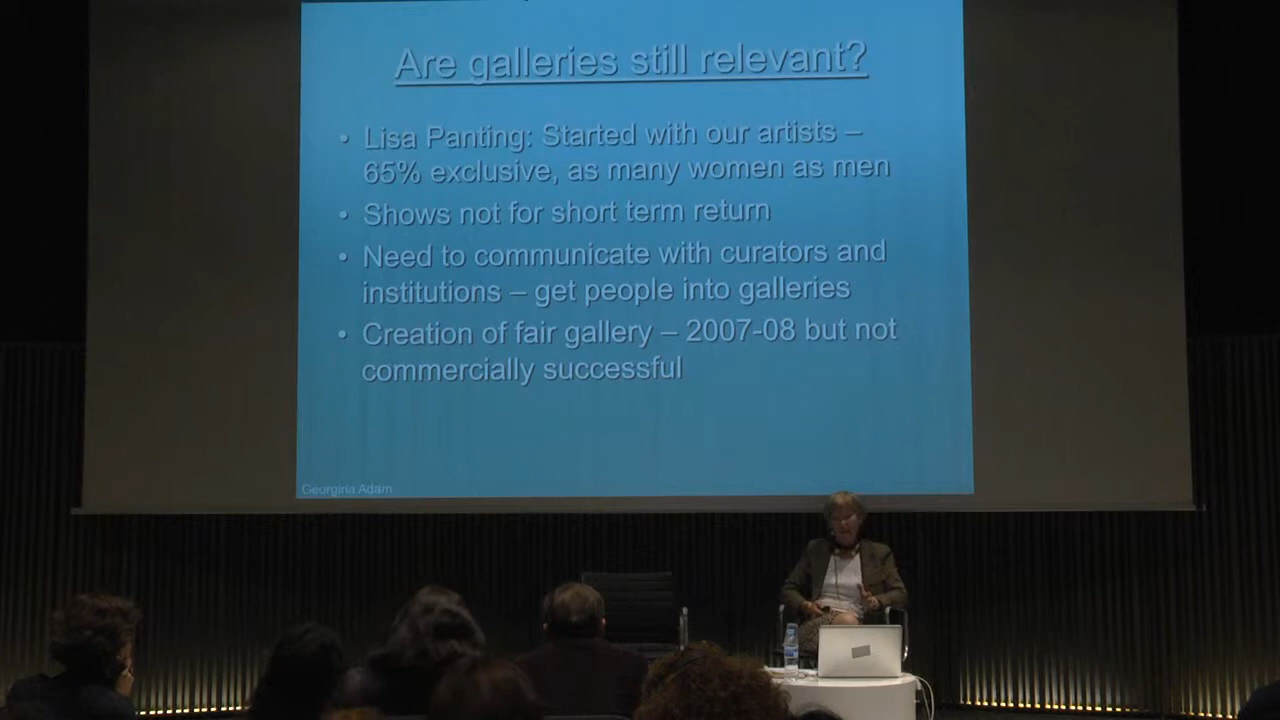 Are galleries still relevant?
• Lisa Panting: Started with our artists –
65% exclusive, as many women as men
• Shows not for short term return
• Need to communicate with curators and
institutions – get people into galleries
• Creation of fair gallery – 2007-08 but not
commercially successful
Georgina Adam